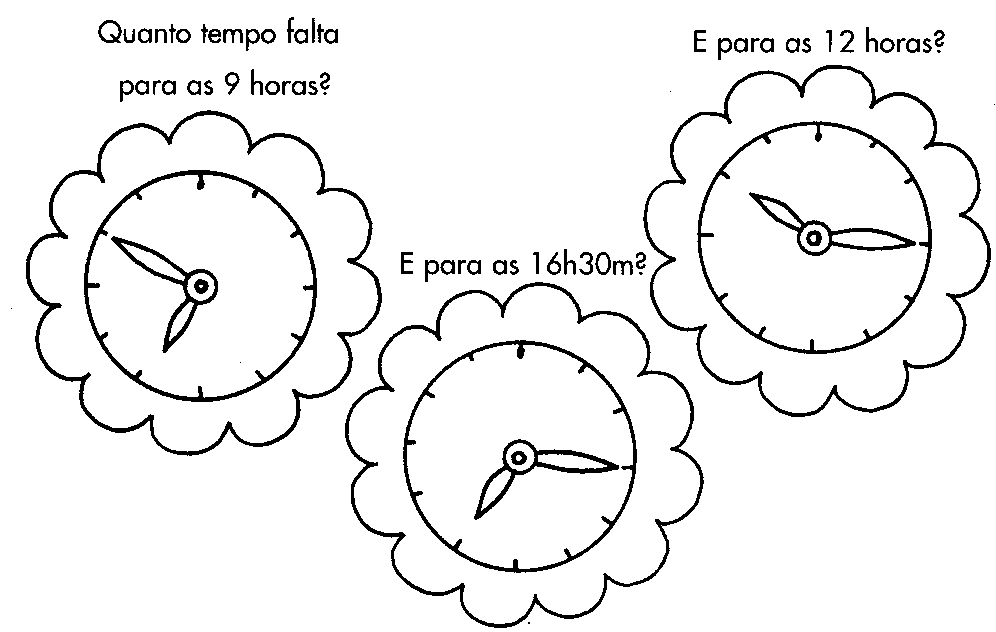 Quanto tempo falta
para as 9 horas?
E para as 12 horas?
E para as 16h30m?